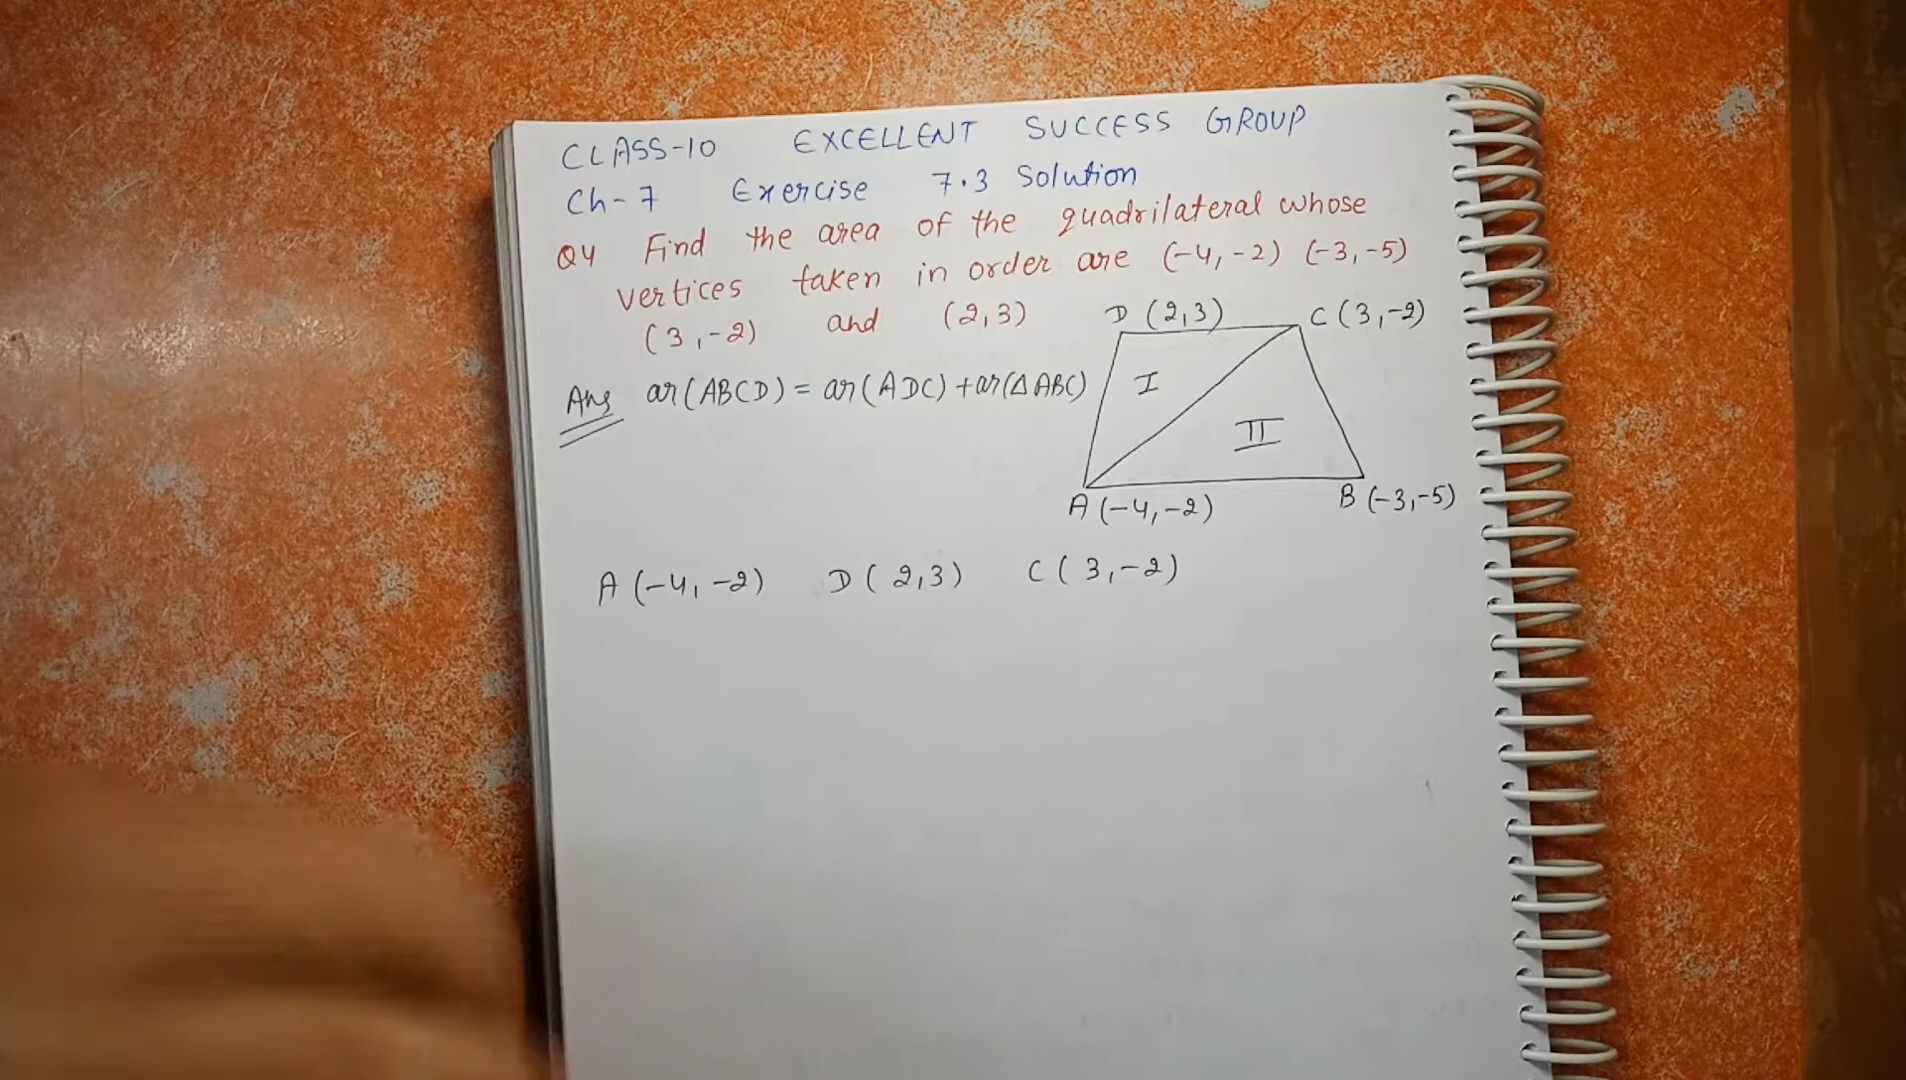 CLASS-10 EXCELLENT SUCCESS GROUP
Ch-7 Exercise 7.3 Solution
Q4 Find the area of the quadrilateral whose
vertices taken in order are (-4,-2) (-3,-5)
(3,-2) and (2,3)
D (2,3) C (3,-2)
Ans ar(ABCD) = ar(ADC) + ar(△ABC)
I
II
A (-4,-2) B (-3,-5)
A (-4,-2) D (2,3) C (3,-2)